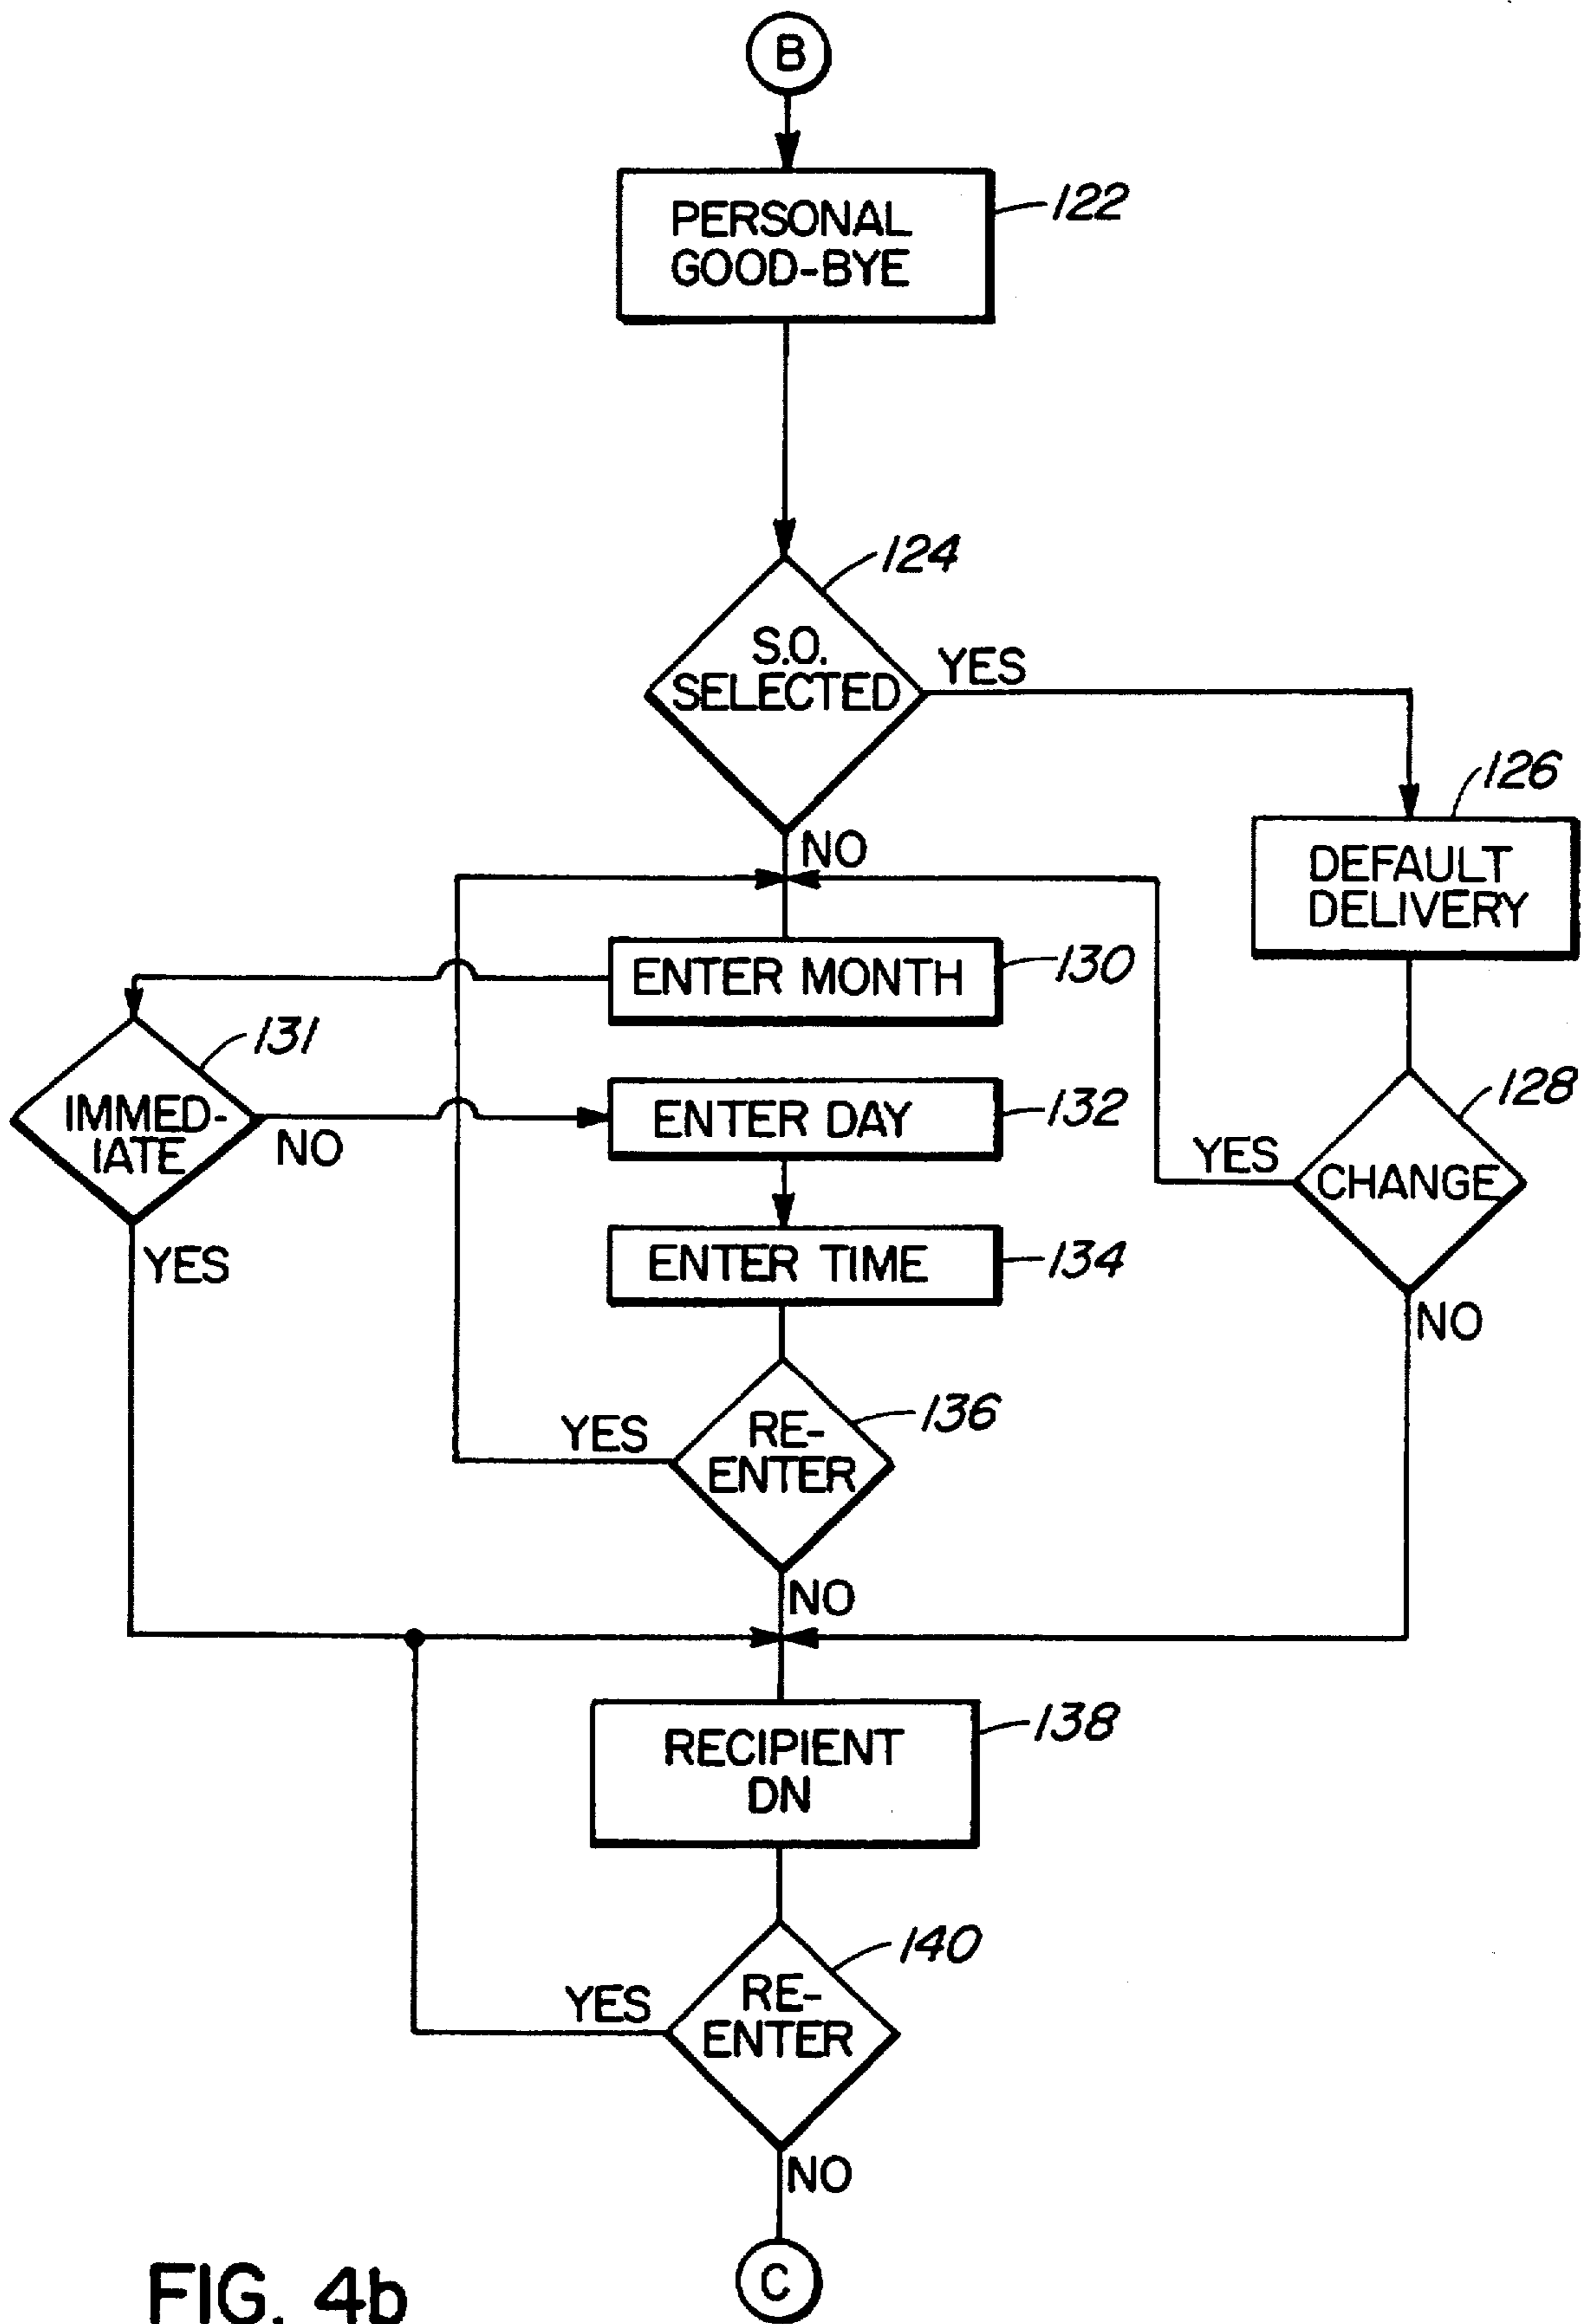 B
PERSONAL
GOOD-BYE
122
124
S.O.
SELECTED
YES
126
NO
DEFAULT
DELIVERY
ENTER MONTH
130
131
IMMED-
IATE
NO
ENTER DAY
132
128
YES
CHANGE
YES
ENTER TIME
134
NO
136
YES
RE-
ENTER
NO
RECIPIENT
DN
138
140
YES
RE-
ENTER
NO
C
FIG. 4b